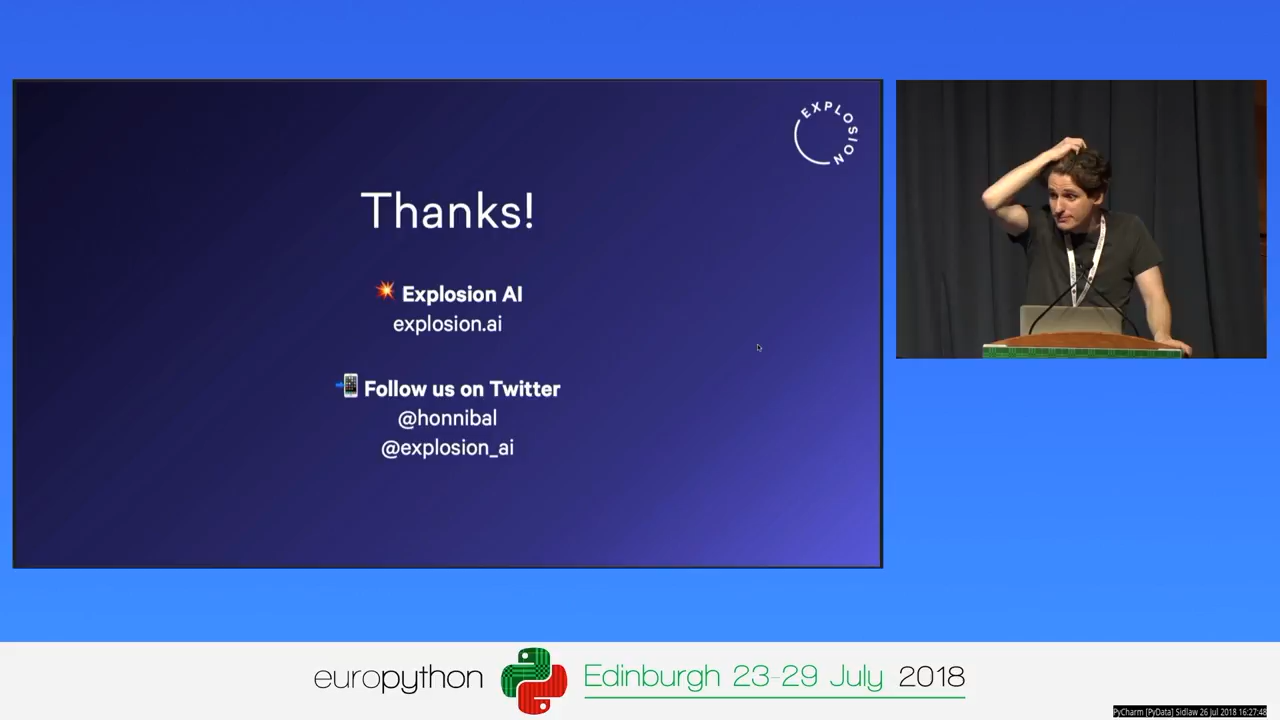 EXPLOSION
Thanks!
💥 Explosion AI
explosion.ai
📲 Follow us on Twitter
@honnibal
@explosion_ai
europython Edinburgh 23-29 July 2018
PyCharm [PyData] Sidlaw 26 Jul 2018 16:27:48